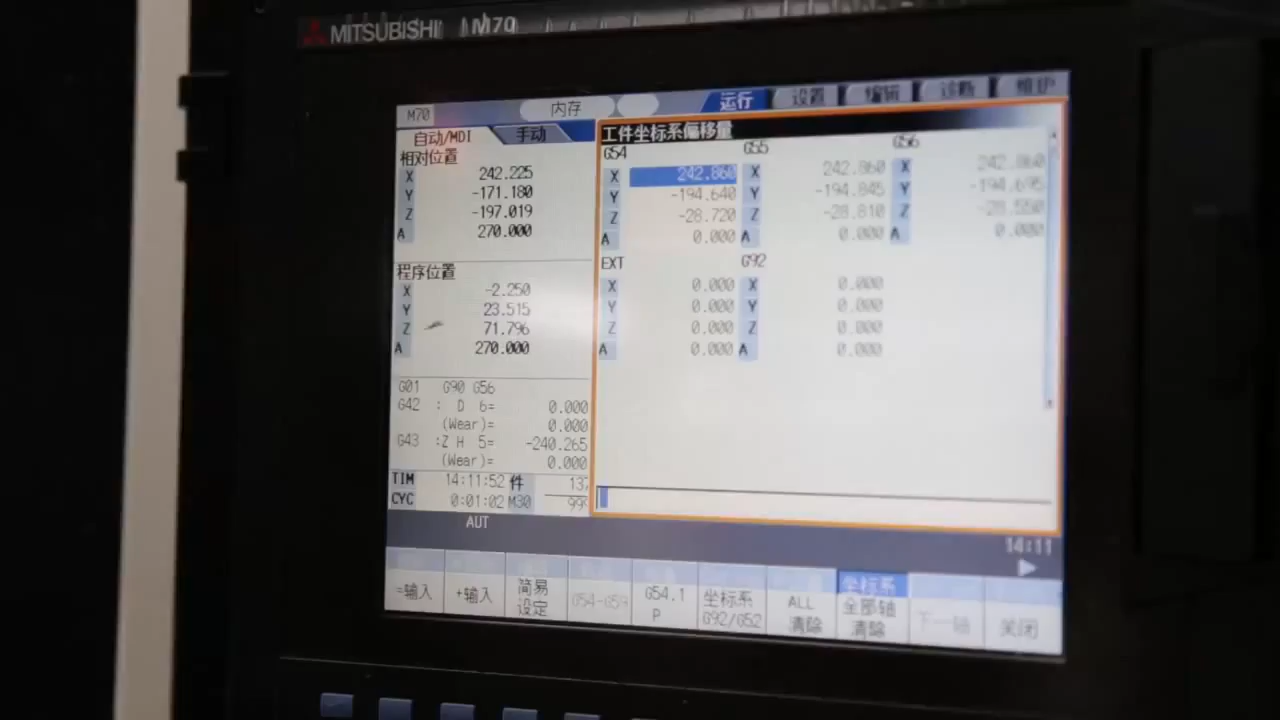 MITSUBISHI M70
M70 内存 运行 设置 编辑 诊断 维护
自动/MDI 手动
相对位置
X 242.225
Y -171.180
Z -197.019
A 270.000
程序位置
X -2.250
Y 23.515
Z 71.796
A 270.000
G01 G90 G56
G42 : D 6= 0.000
(Wear)= 0.000
G43 :Z H 5= -240.265
(Wear)= 0.000
TIM 14:11:52 件
CYC 0:01:02 M30
工件坐标系偏移量
G54 G55 G56
X 242.860 X 242.860 X 242.860
Y -194.640 Y -194.845 Y -194.695
Z -28.720 Z -28.810 Z -28.550
A 0.000 A 0.000 A 0.000
EXT G92
X 0.000 X 0.000
Y 0.000 Y 0.000
Z 0.000 Z 0.000
A 0.000 A 0.000
AUT
14:11
=输入 +输入 简易设定 G54-G59 G54.1 P 坐标系 G92/G52 ALL 清除 坐标系 全部轴 清除 下一轴 关闭